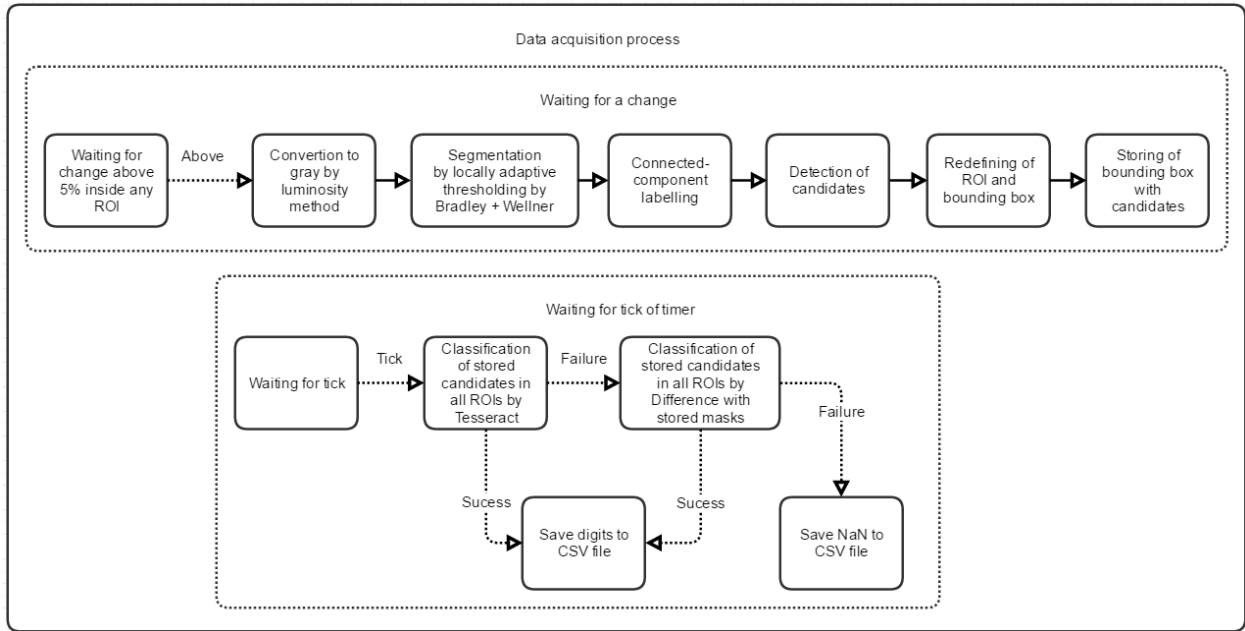 Data acquisition process
Waiting for a change
Waiting for
change above
5% inside any
ROI
Above
Convertion to
gray by
luminosity
method
Segmentation
by locally adaptive
thresholding by
Bradley + Wellner
Connected-
component
labelling
Detection of
candidates
Redefining of
ROI and
bounding box
Storing of
bounding box
with
candidates
Waiting for tick of timer
Waiting for tick
Tick
Classification
of stored
candidates in
all ROIs by
Tesseract
Failure
Classification of
stored candidates
in all ROIs by
Difference with
stored masks
Failure
Sucess
Sucess
Save digits to
CSV file
Save NaN to
CSV file